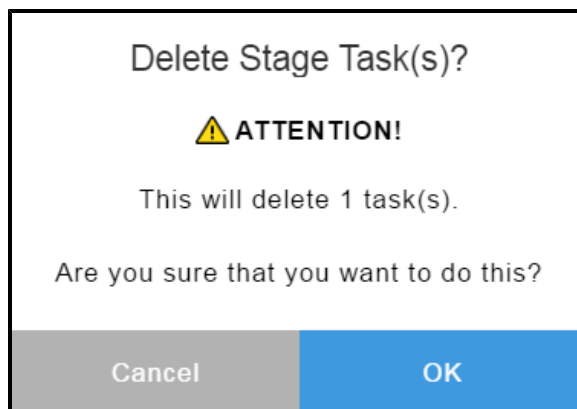 Delete Stage Task(s)?
ATTENTION!
This will delete 1 task(s).
Are you sure that you want to do this?
Cancel
OK